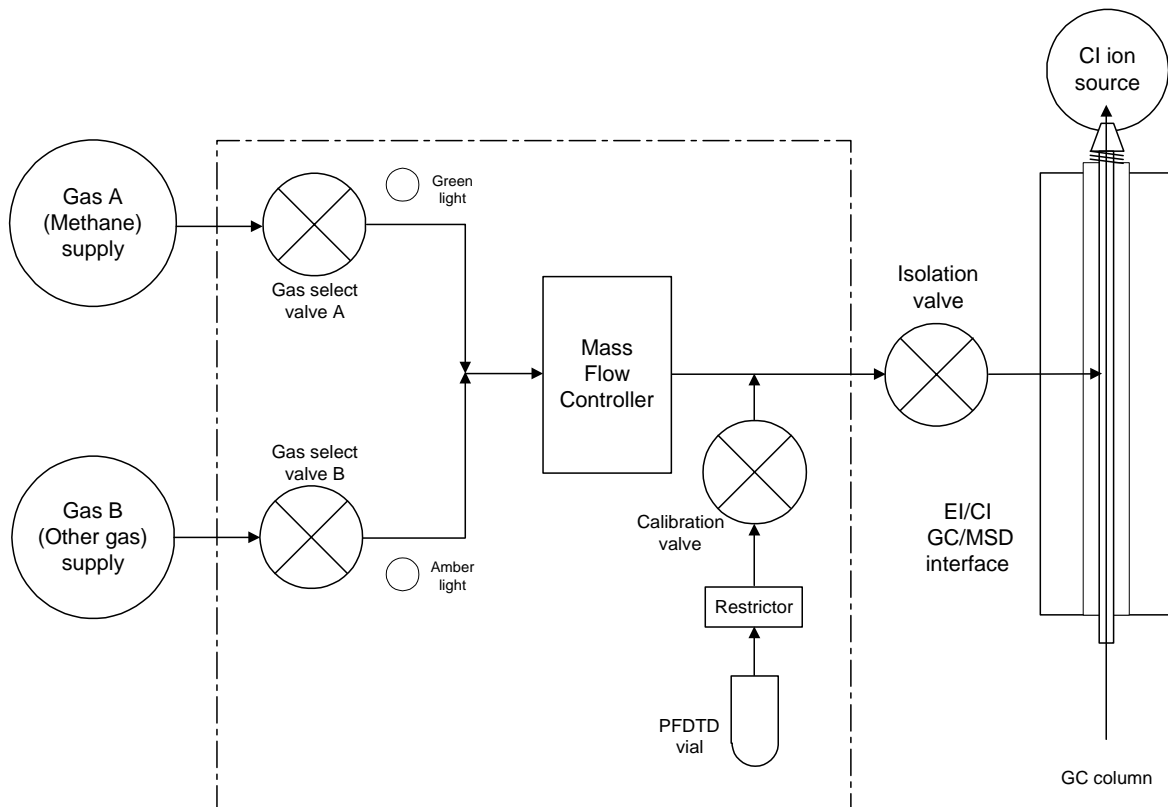 CI ion
source
Gas A
(Methane)
supply
Green
light
Gas select
valve A
Isolation
valve
Mass
Flow
Controller
Gas select
valve B
Gas B
(Other gas)
supply
Calibration
valve
EI/CI
GC/MSD
interface
Amber
light
Restrictor
PFDTD
vial
GC column